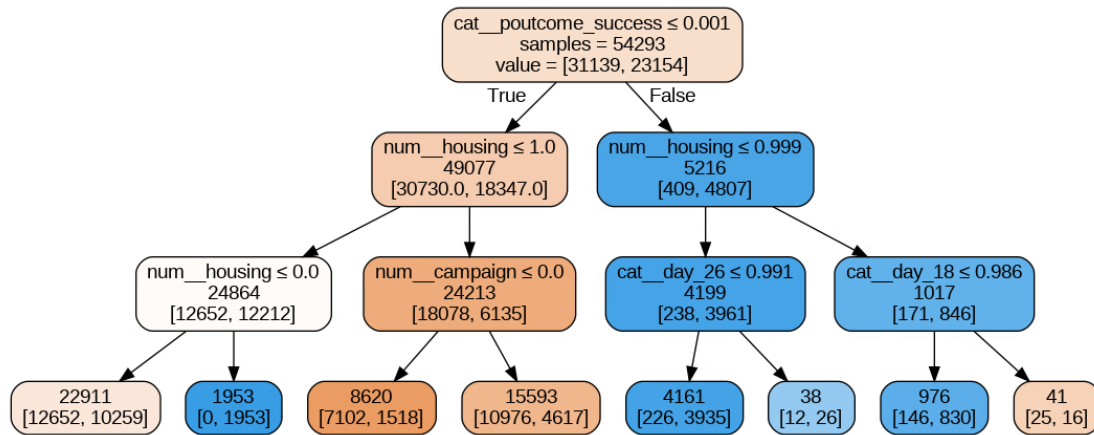 cat__poutcome_success ≤ 0.001
samples = 54293
value = [31139, 23154]
True
False
num__housing ≤ 1.0
49077
[30730.0, 18347.0]
num__housing ≤ 0.999
5216
[409, 4807]
num__housing ≤ 0.0
24864
[12652, 12212]
num__campaign ≤ 0.0
24213
[18078, 6135]
cat__day_26 ≤ 0.991
4199
[238, 3961]
cat__day_18 ≤ 0.986
1017
[171, 846]
22911
[12652, 10259]
1953
[0, 1953]
8620
[7102, 1518]
15593
[10976, 4617]
4161
[226, 3935]
38
[12, 26]
976
[146, 830]
41
[25, 16]